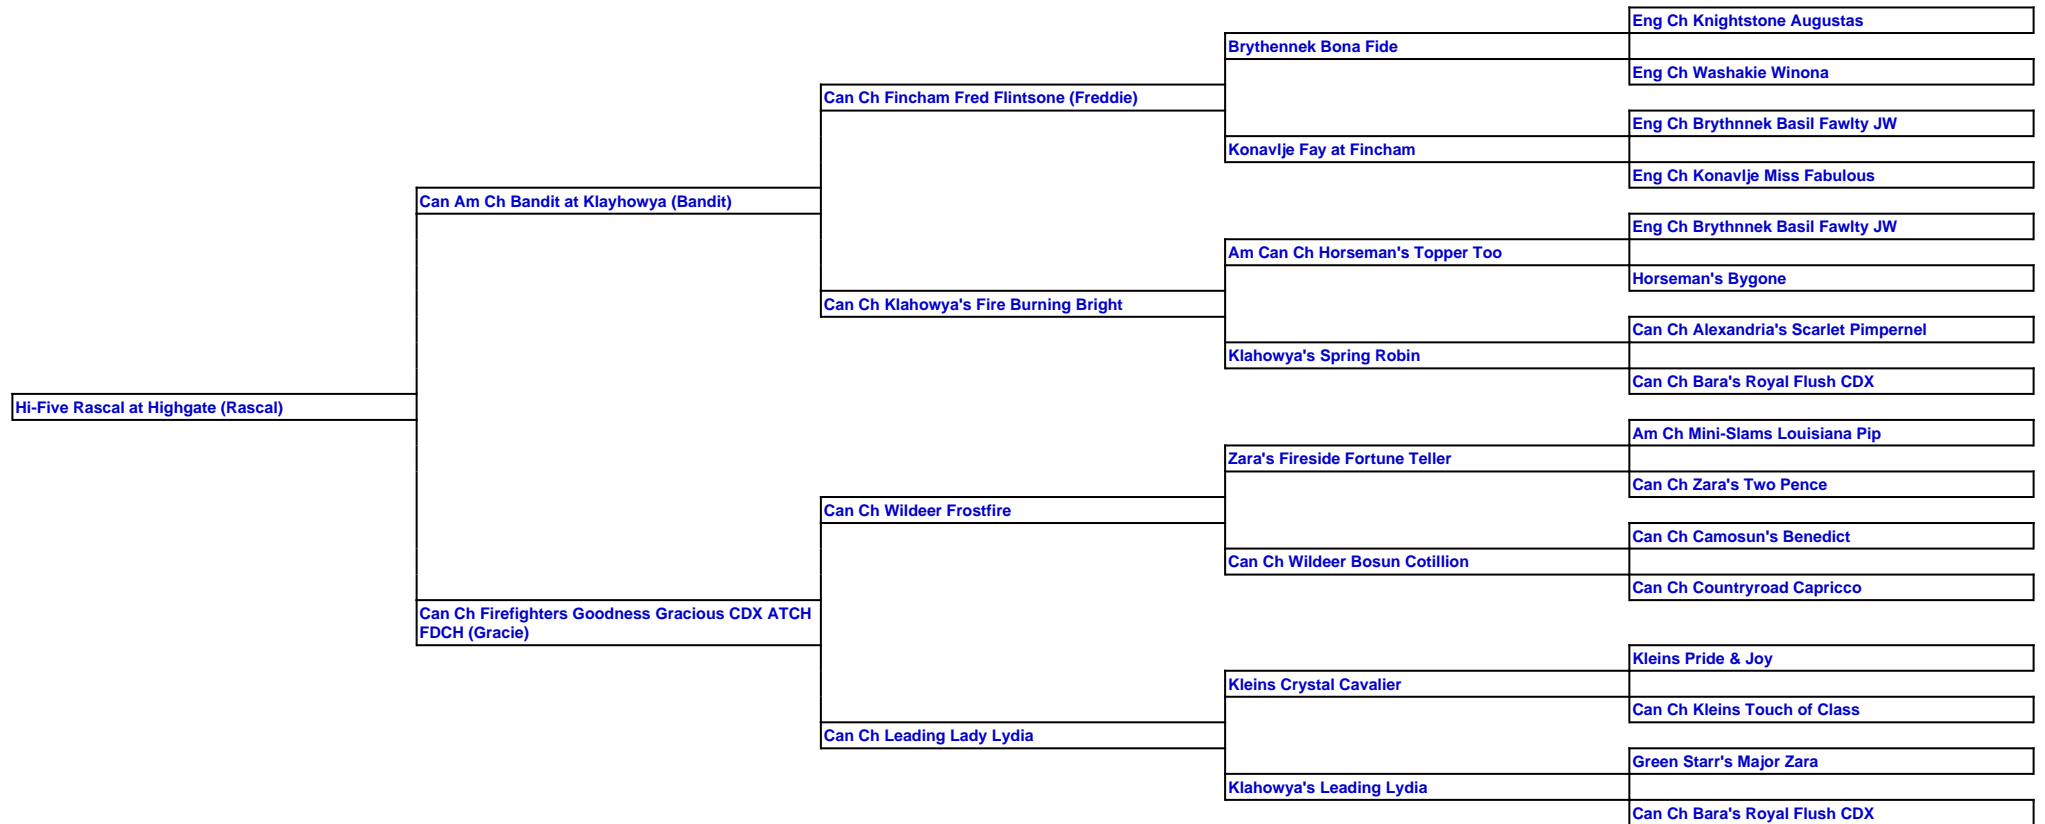 Eng Ch Knightstone Augustas
Brythennek Bona Fide
Eng Ch Washakie Winona
Can Ch Fincham Fred Flintsone (Freddie)
Eng Ch Brythnnek Basil Fawlty JW
Konavlje Fay at Fincham
Eng Ch Konavlje Miss Fabulous
Can Am Ch Bandit at Klayhowya (Bandit)
Eng Ch Brythnnek Basil Fawlty JW
Am Can Ch Horseman's Topper Too
Horseman's Bygone
Can Ch Klahowya's Fire Burning Bright
Can Ch Alexandria's Scarlet Pimpernel
Klahowya's Spring Robin
Can Ch Bara's Royal Flush CDX
Hi-Five Rascal at Highgate (Rascal)
Am Ch Mini-Slams Louisiana Pip
Zara's Fireside Fortune Teller
Can Ch Zara's Two Pence
Can Ch Wildeer Frostfire
Can Ch Camosun's Benedict
Can Ch Wildeer Bosun Cotillion
Can Ch Countryroad Capricco
Can Ch Firefighters Goodness Gracious CDX ATCH
FDCH (Gracie)
Kleins Pride & Joy
Kleins Crystal Cavalier
Can Ch Kleins Touch of Class
Can Ch Leading Lady Lydia
Green Starr's Major Zara
Klahowya's Leading Lydia
Can Ch Bara's Royal Flush CDX